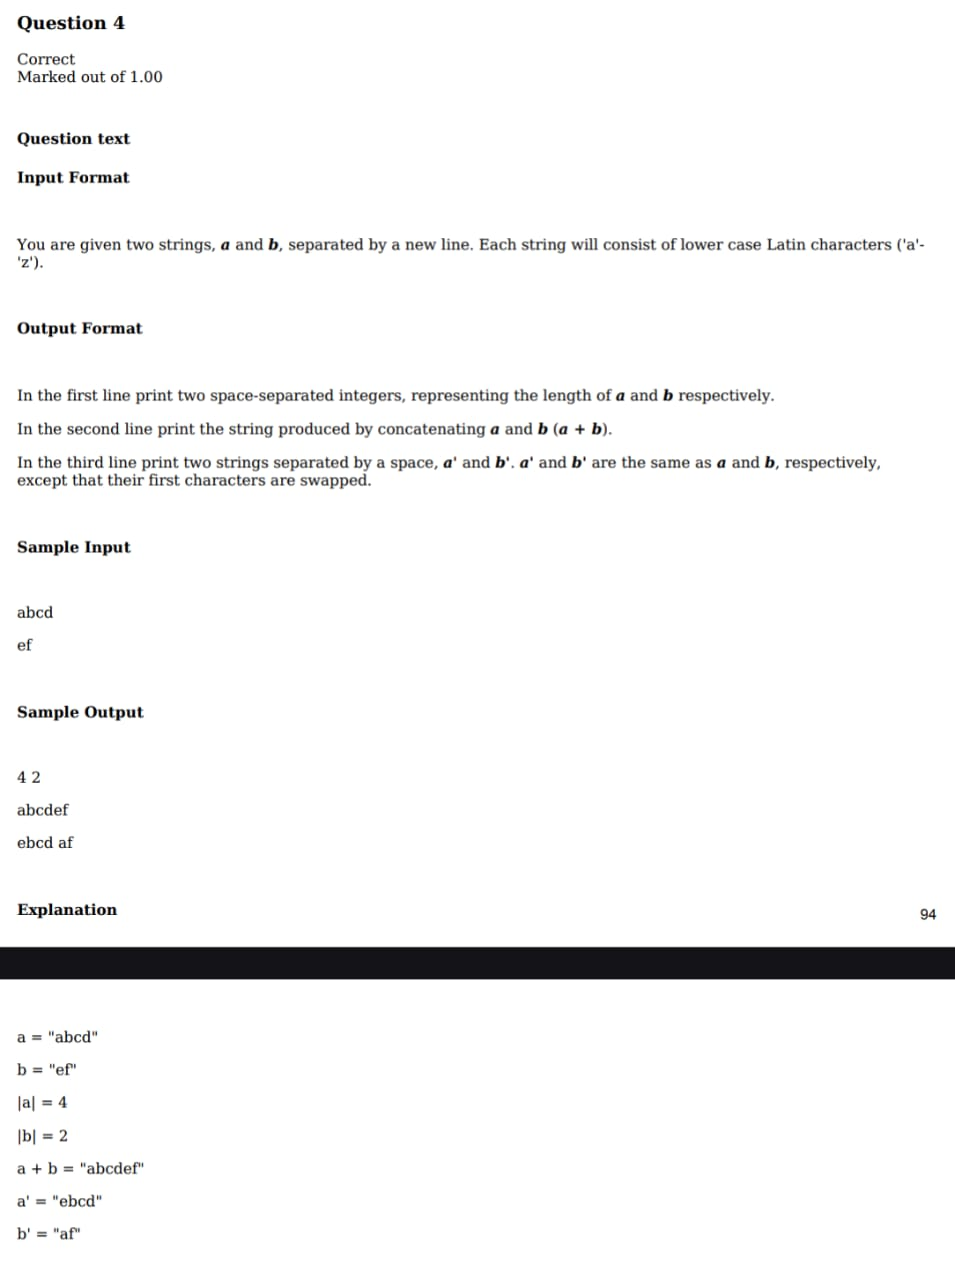 Question 4
Correct
Marked out of 1.00
Question text
Input Format
You are given two strings, a and b, separated by a new line. Each string will consist of lower case Latin characters ('a'-
'z').
Output Format
In the first line print two space-separated integers, representing the length of a and b respectively.
In the second line print the string produced by concatenating a and b (a + b).
In the third line print two strings separated by a space, a' and b'. a' and b' are the same as a and b, respectively,
except that their first characters are swapped.
Sample Input
abcd
ef
Sample Output
4 2
abcdef
ebcd af
Explanation
94
a = "abcd"
b = "ef"
|a| = 4
|b| = 2
a + b = "abcdef"
a' = "ebcd"
b' = "af"